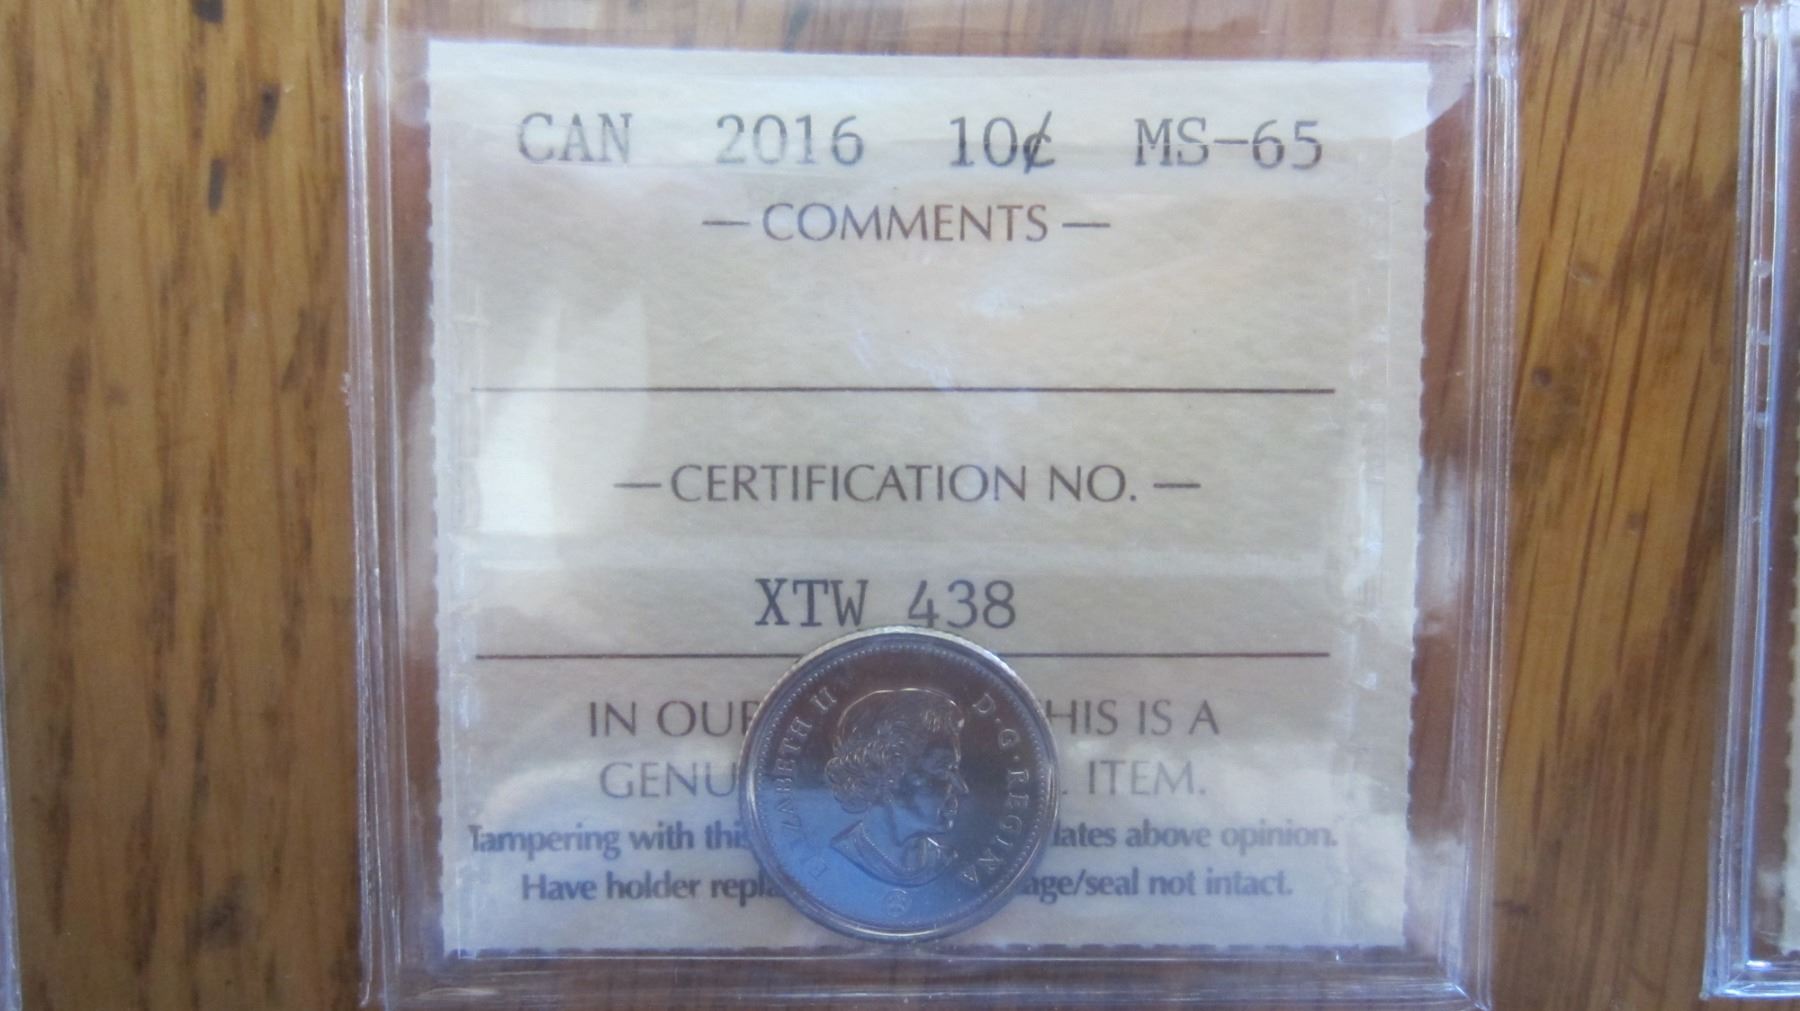 CAN 2016 10¢ MS-65
— COMMENTS —
— CERTIFICATION NO. —
XTW 438
IN OUR HIS IS A
GENU ITEM.
Tampering with this lates above opinion.
Have holder repla age/seal not intact.
ELIZABETH II D·G·REGINA